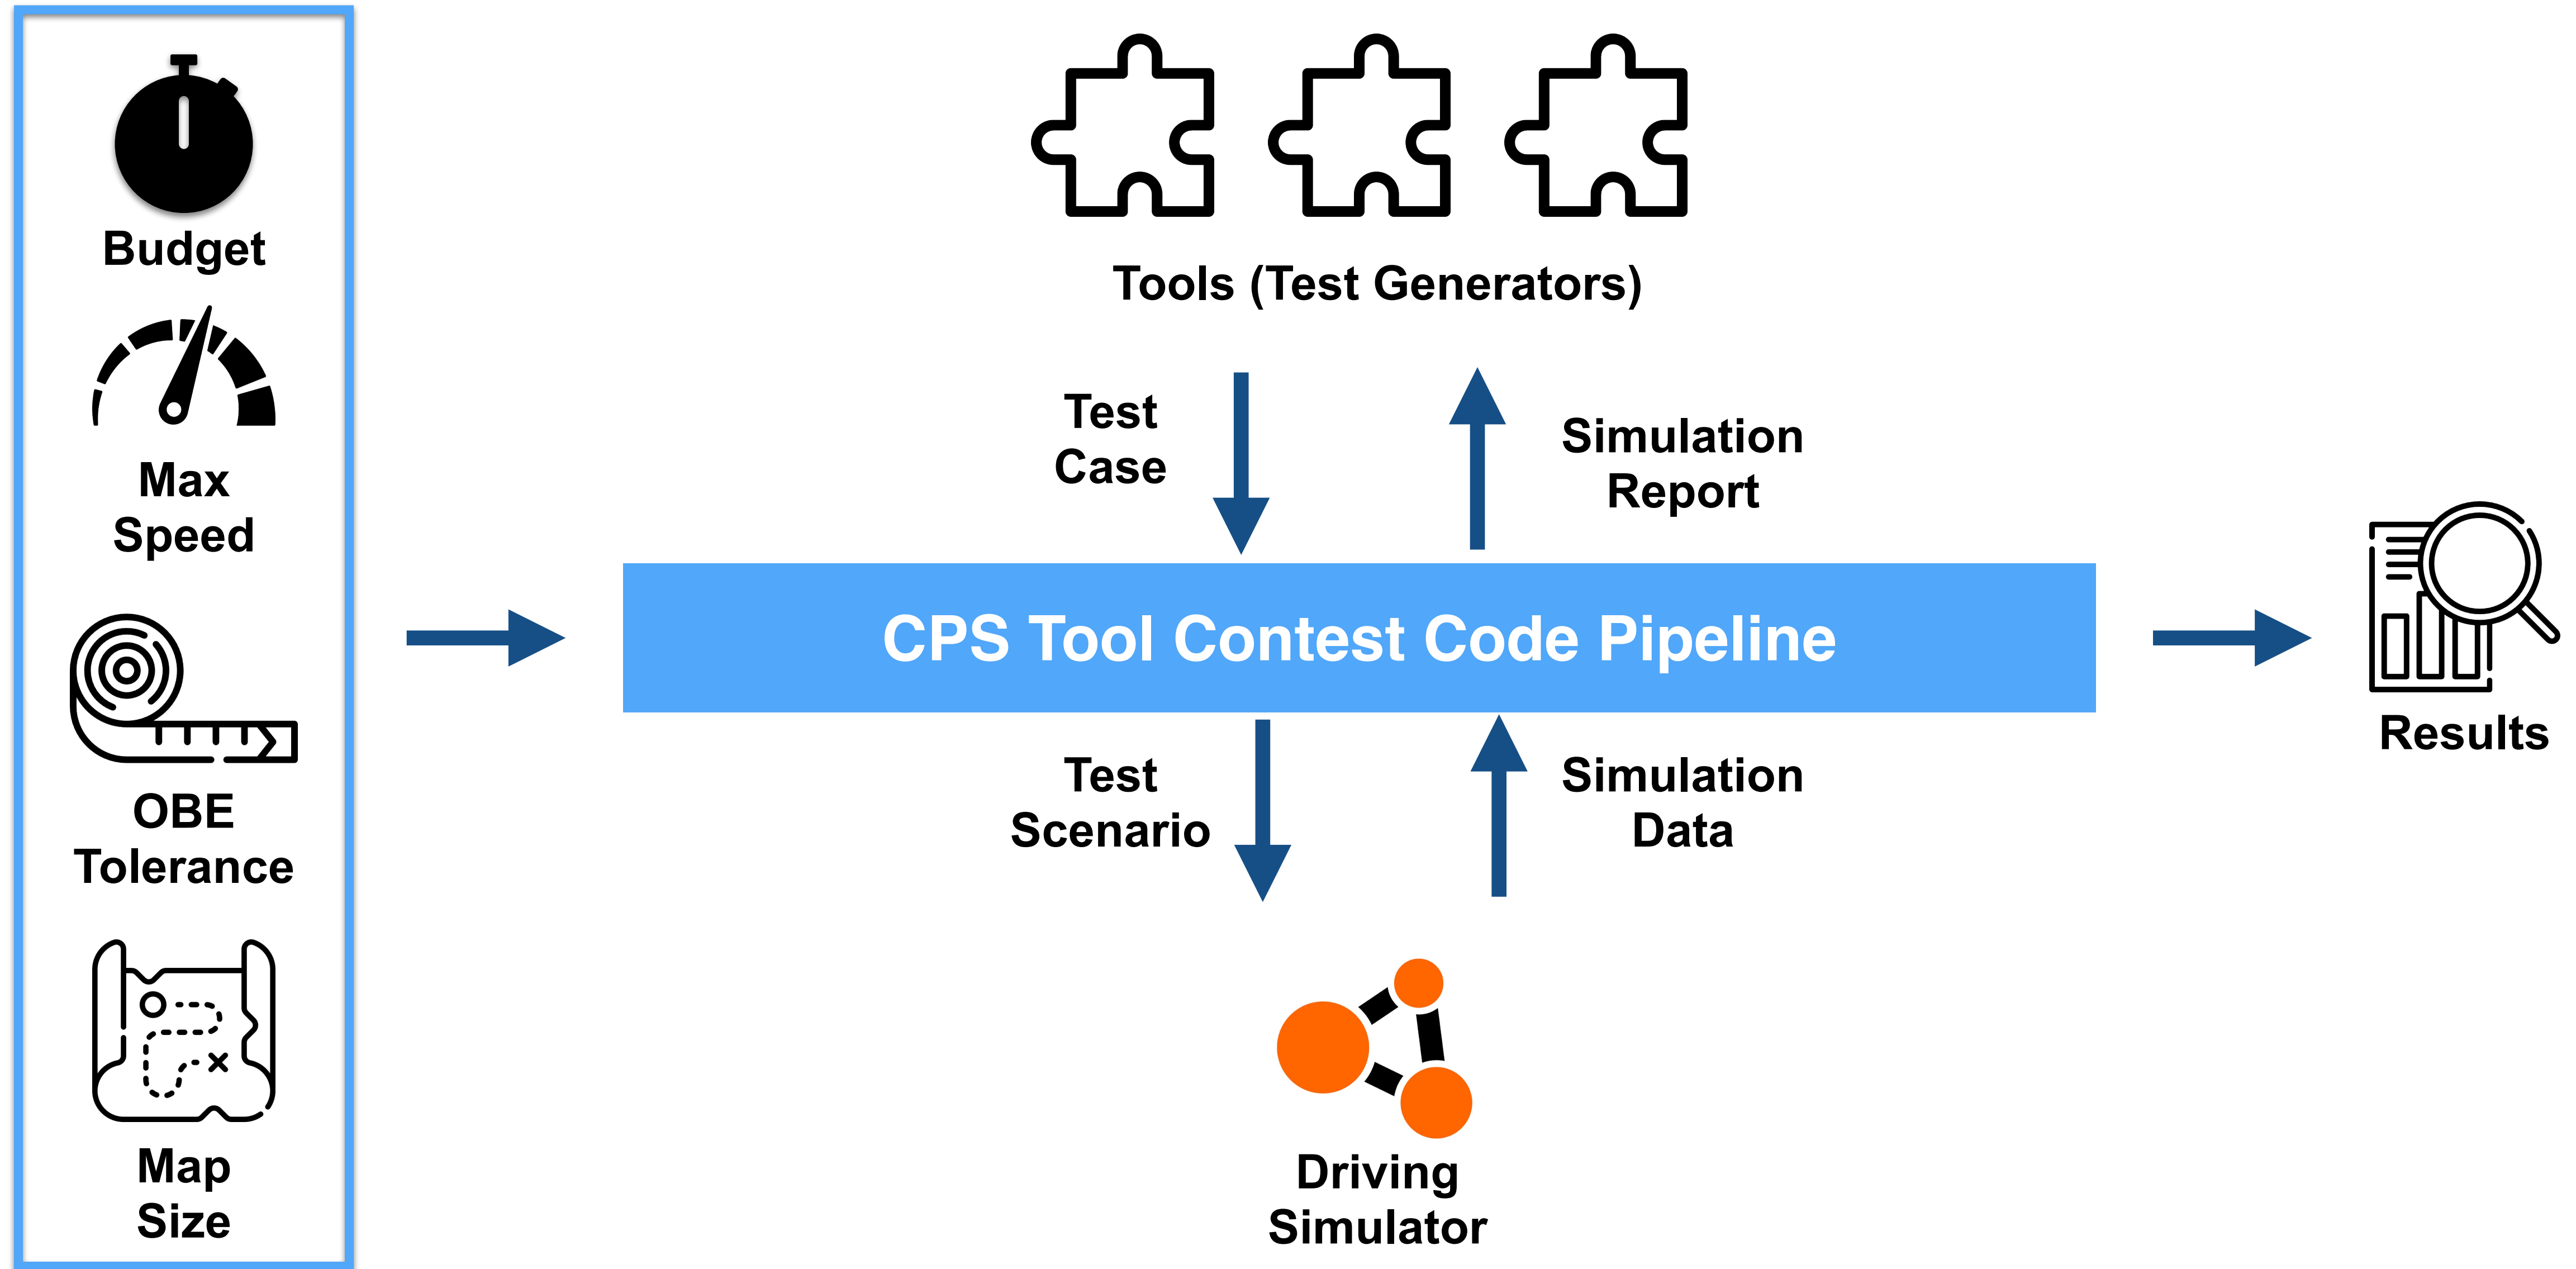 Budget
Max
Speed
OBE
Tolerance
Map
Size
Tools (Test Generators)
Test
Case
Simulation
Report
CPS Tool Contest Code Pipeline
Test
Scenario
Simulation
Data
Driving
Simulator
Results